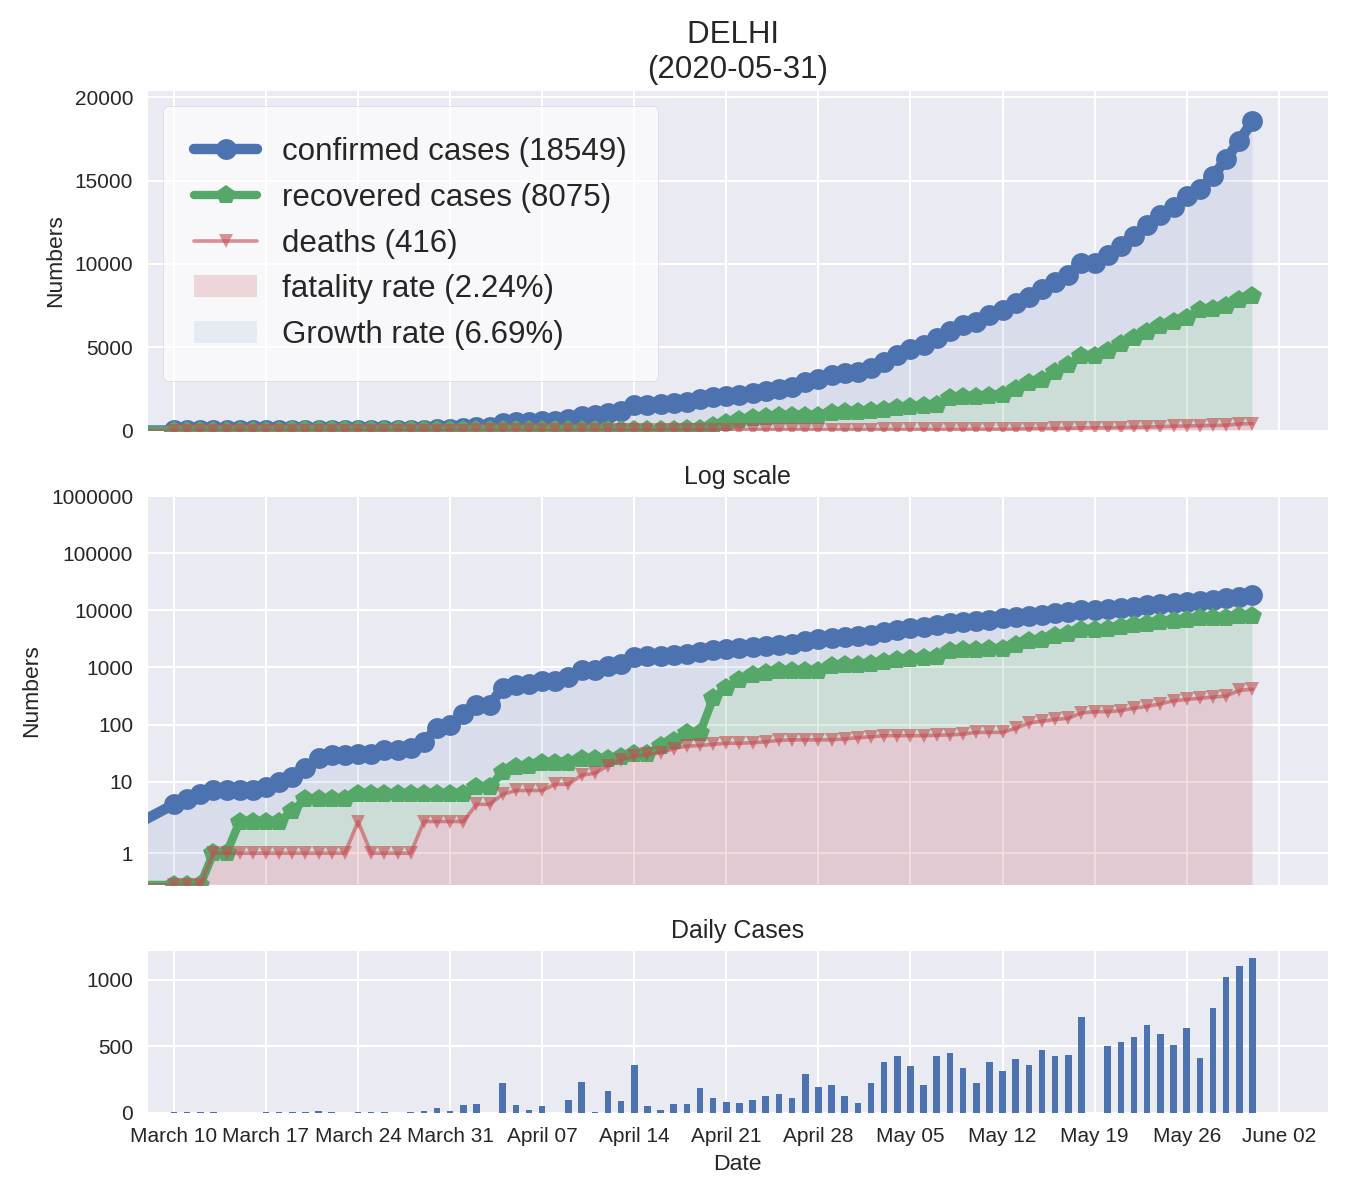 DELHI
(2020-05-31)
20000
15000
10000
5000
0
Numbers
confirmed cases (18549)
recovered cases (8075)
deaths (416)
fatality rate (2.24%)
Growth rate (6.69%)
Log scale
1000000
100000
10000
1000
100
10
1
Numbers
Daily Cases
1000
500
0
March 10 March 17 March 24 March 31 April 07 April 14 April 21 April 28 May 05 May 12 May 19 May 26 June 02
Date